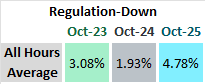 Regulation-Down
Oct-23 Oct-24 Oct-25
All Hours
Average 3.08% 1.93% 4.78%